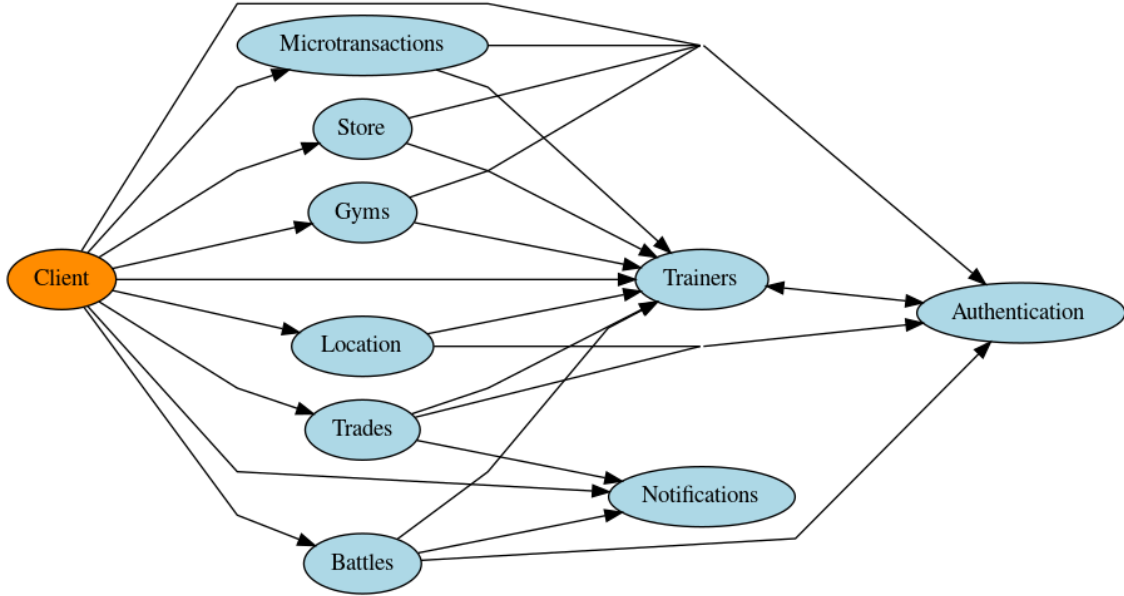 Microtransactions
Store
Gyms
Client
Trainers
Authentication
Location
Trades
Notifications
Battles